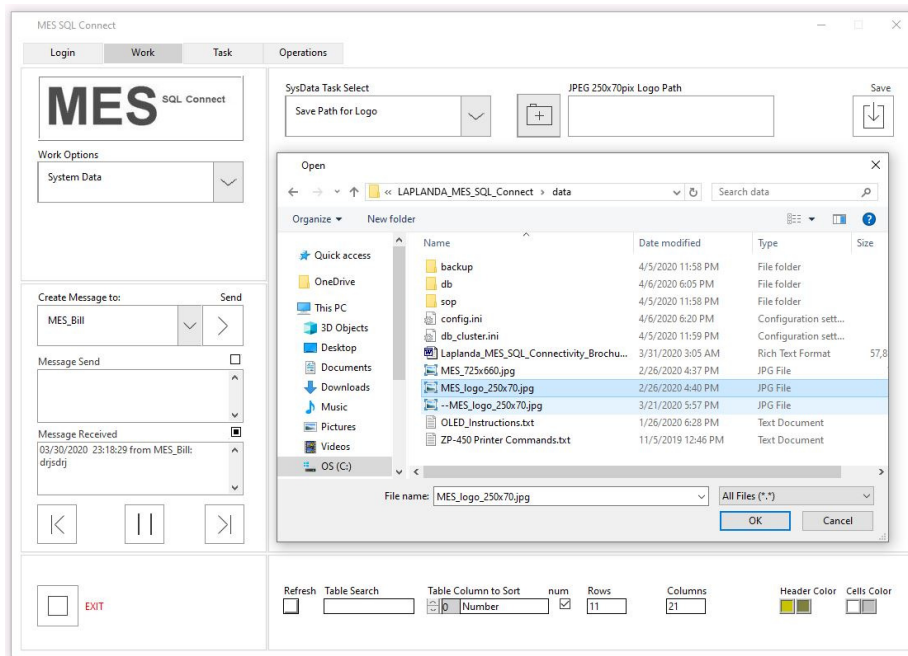 MES SQL Connect
Login Work Task Operations
MES SQL Connect
Work Options
System Data
SysData Task Select
Save Path for Logo
JPEG 250x70pix Logo Path
Save
Open
« LAPLANDA_MES_SQL_Connect › data
Search data
Organize New folder
Quick access
OneDrive
This PC
3D Objects
Desktop
Documents
Downloads
Music
Pictures
Videos
OS (C:)
Name Date modified Type Size
backup 4/5/2020 11:58 PM File folder
db 4/6/2020 6:05 PM File folder
sop 4/5/2020 11:58 PM File folder
config.ini 4/6/2020 6:20 PM Configuration sett...
db_cluster.ini 4/5/2020 11:59 PM Configuration sett...
Laplanda_MES_SQL_Connectivity_Brochu... 3/31/2020 3:05 AM Rich Text Format 57,8
MES_725x660.jpg 2/26/2020 4:37 PM JPG File
MES_logo_250x70.jpg 2/26/2020 4:40 PM JPG File
--MES_logo_250x70.jpg 3/21/2020 5:57 PM JPG File
OLED_Instructions.txt 1/26/2020 6:28 PM Text Document
ZP-450 Printer Commands.txt 11/5/2019 12:46 PM Text Document
File name: MES_logo_250x70.jpg All Files (*.*)
OK Cancel
Create Message to: Send
MES_Bill
Message Send
Message Received
03/30/2020 23:18:29 from MES_Bill:
drjsdrj
EXIT
Refresh Table Search Table Column to Sort num Rows Columns Header Color Cells Color
0 Number 11 21